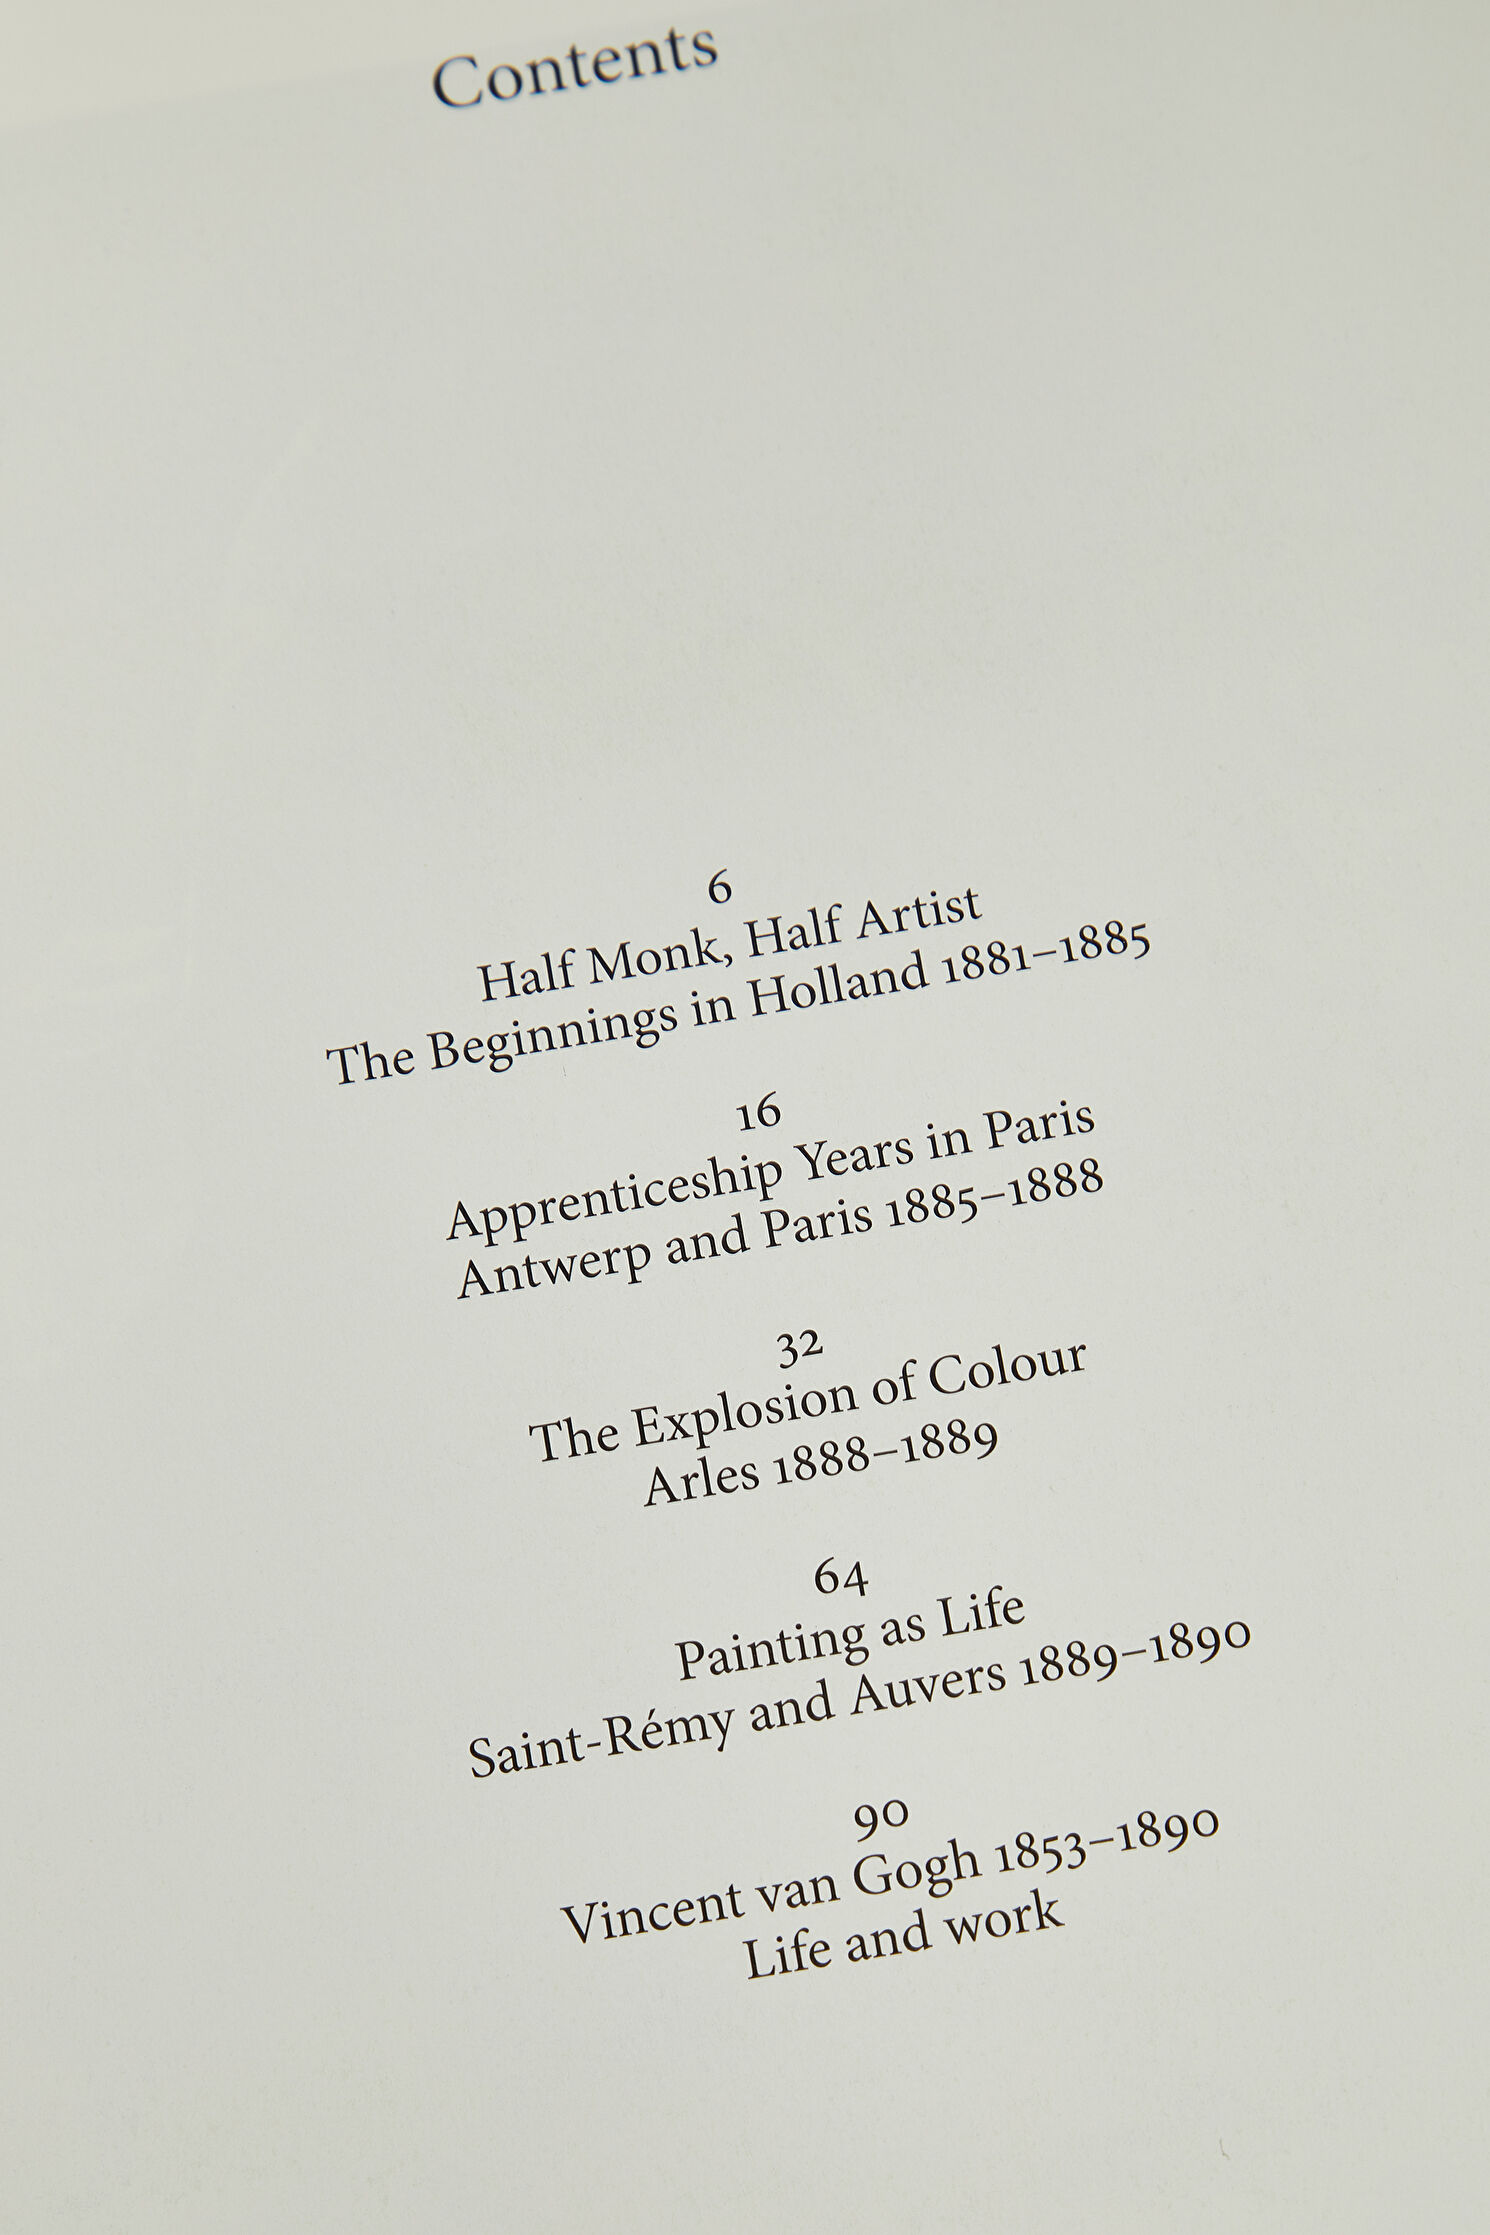 Contents
6
Half Monk, Half Artist
The Beginnings in Holland 1881–1885
16
Apprenticeship Years in Paris
Antwerp and Paris 1885–1888
32
The Explosion of Colour
Arles 1888–1889
64
Painting as Life
Saint-Rémy and Auvers 1889–1890
90
Vincent van Gogh 1853–1890
Life and work